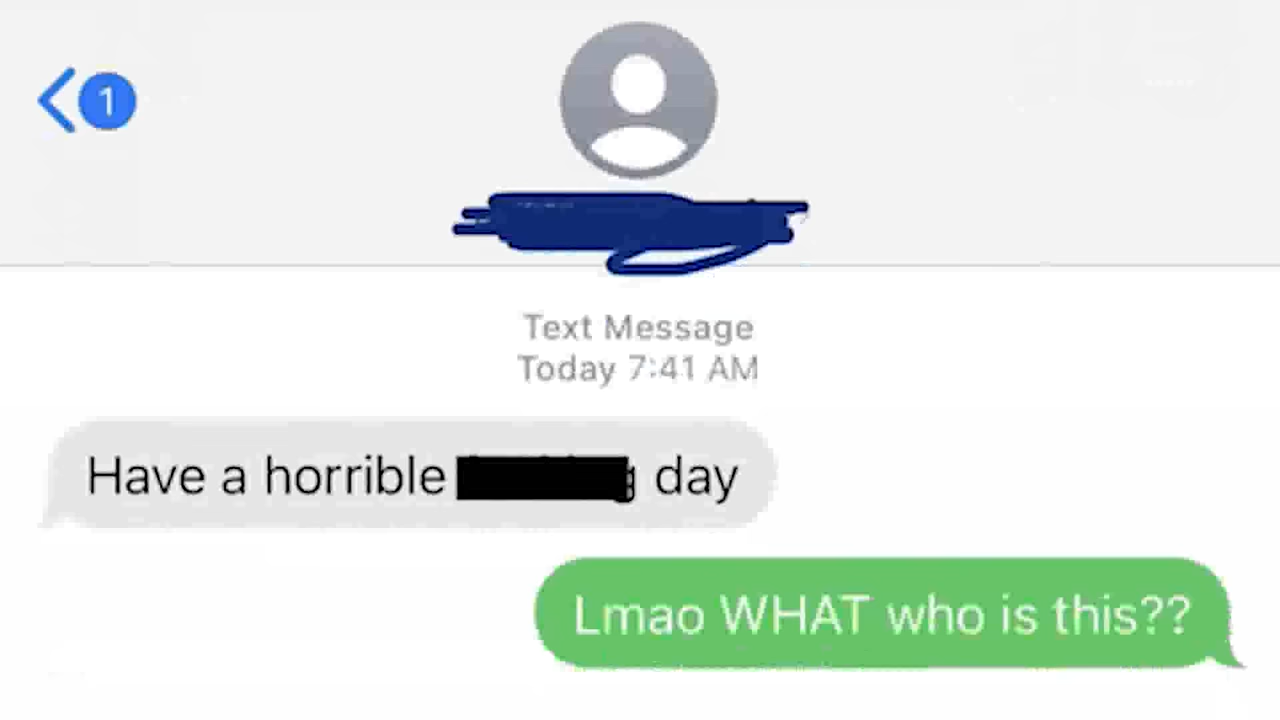 1
Text Message
Today 7:41 AM
Have a horrible day
Lmao WHAT who is this??